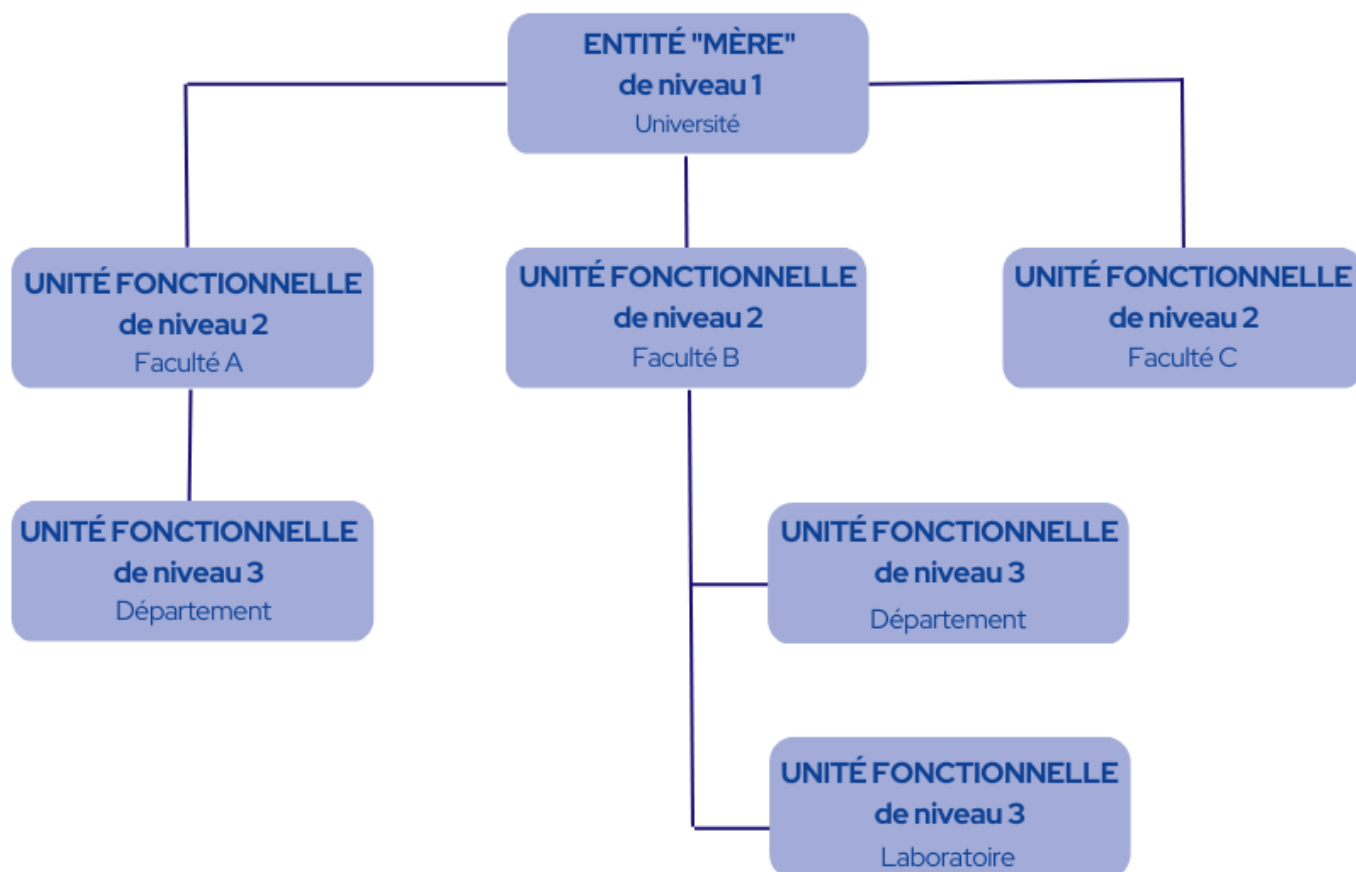 ENTITÉ "MÈRE"
de niveau 1
Université
UNITÉ FONCTIONNELLE
de niveau 2
Faculté A
UNITÉ FONCTIONNELLE
de niveau 2
Faculté B
UNITÉ FONCTIONNELLE
de niveau 2
Faculté C
UNITÉ FONCTIONNELLE
de niveau 3
Département
UNITÉ FONCTIONNELLE
de niveau 3
Département
UNITÉ FONCTIONNELLE
de niveau 3
Laboratoire